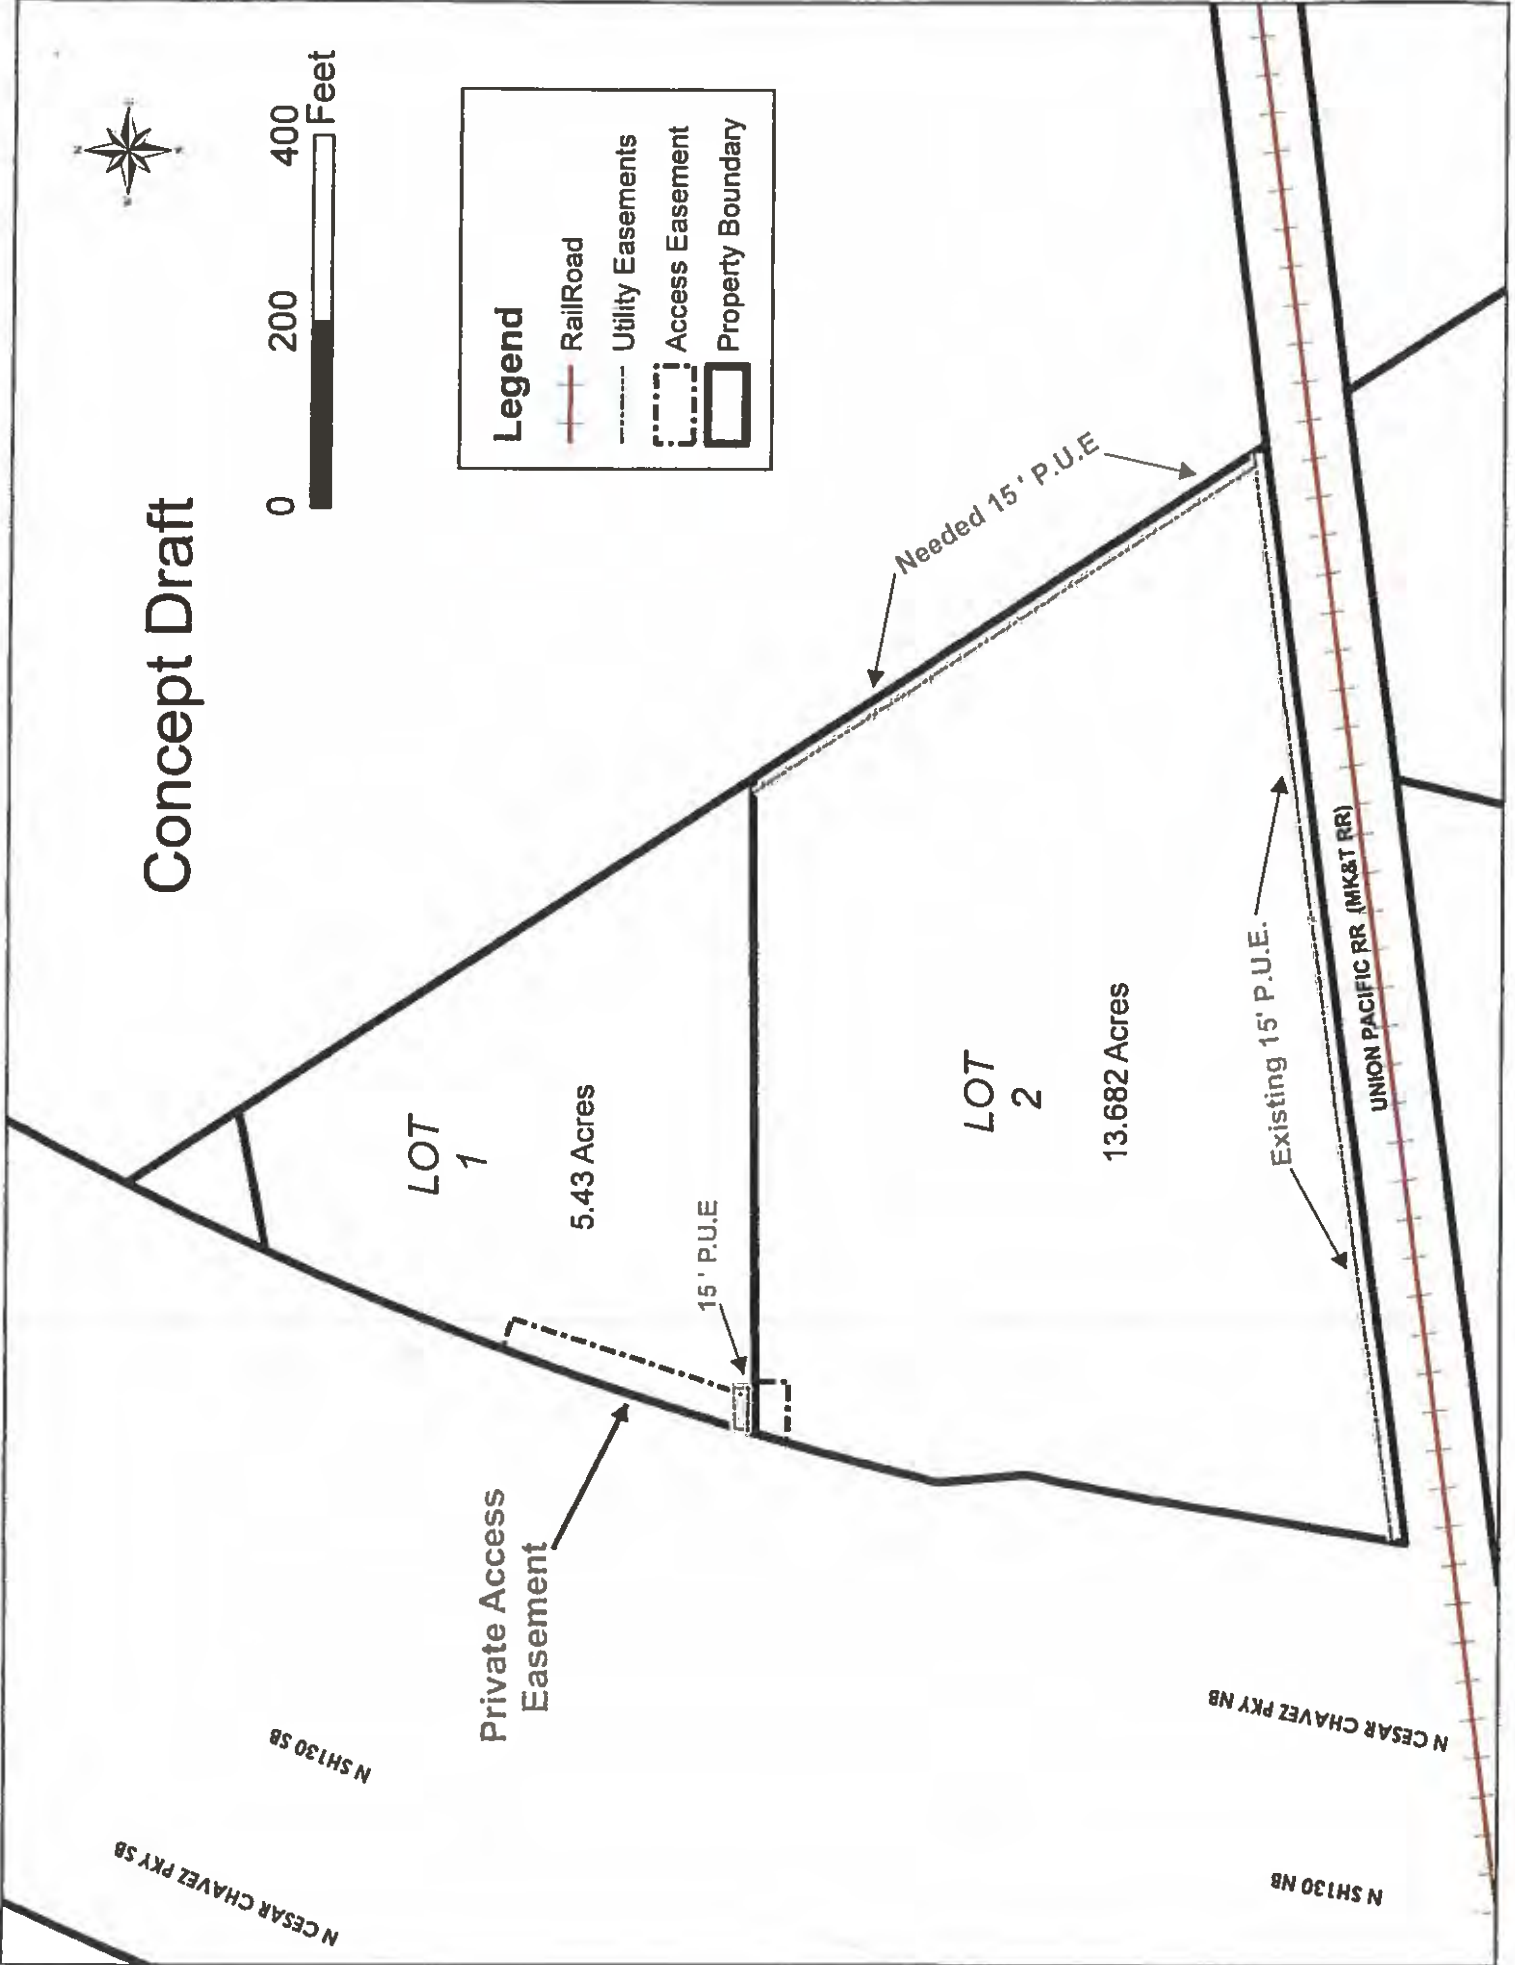 Concept Draft
0 200 400
Feet
Legend
RailRoad
Utility Easements
Access Easement
Property Boundary
Needed 15' P.U.E
LOT
1
5.43 Acres
15' P.U.E
Private Access
Easement
LOT
2
13.682 Acres
Existing 15' P.U.E.
UNION PACIFIC RR (MK&T RR)
N SH130 SB
N CESAR CHAVEZ PKY SB
N CESAR CHAVEZ PKY NB
N SH130 NB